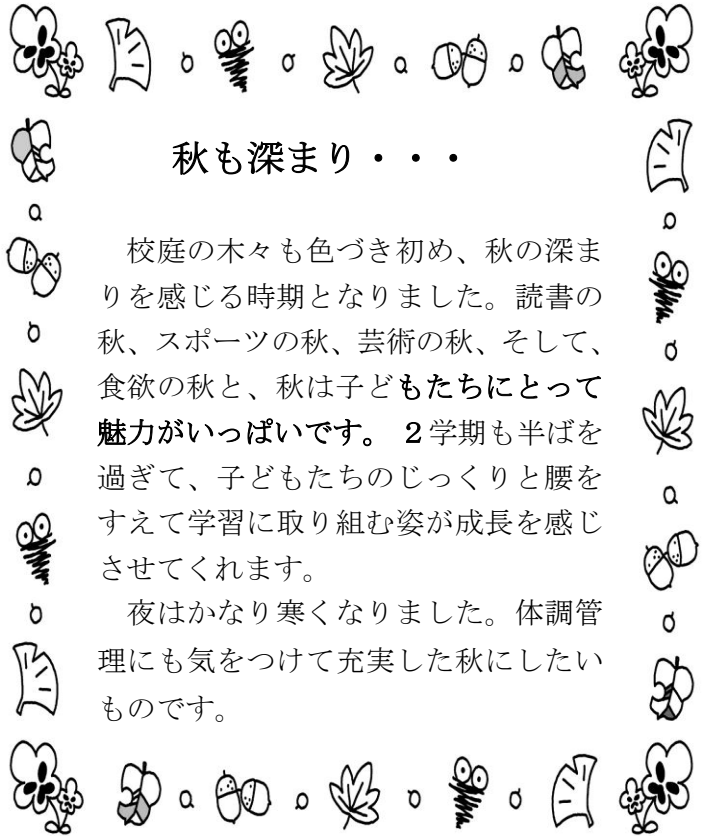 秋も深まり・・・
校庭の木々も色づき初め、秋の深ま
りを感じる時期となりました。読書の
秋、スポーツの秋、芸術の秋、そして、
食欲の秋と、秋は子どもたちにとって
魅力がいっぱいです。 2学期も半ばを
過ぎて、子どもたちのじっくりと腰を
すえて学習に取り組む姿が成長を感じ
させてくれます。
夜はかなり寒くなりました。体調管
理にも気をつけて充実した秋にしたい
ものです。